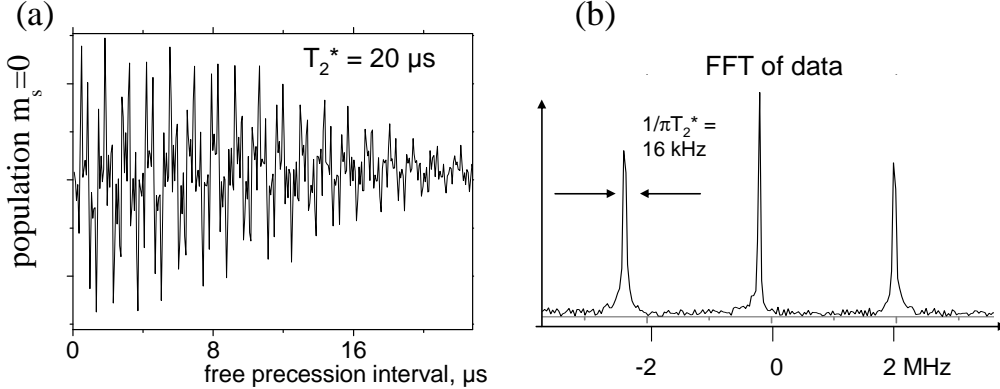 (a)
T2* = 20 µs
population ms=0
0
8
16
free precession interval, µs
(b)
FFT of data
1/πT2* =
16 kHz
-2
0
2 MHz